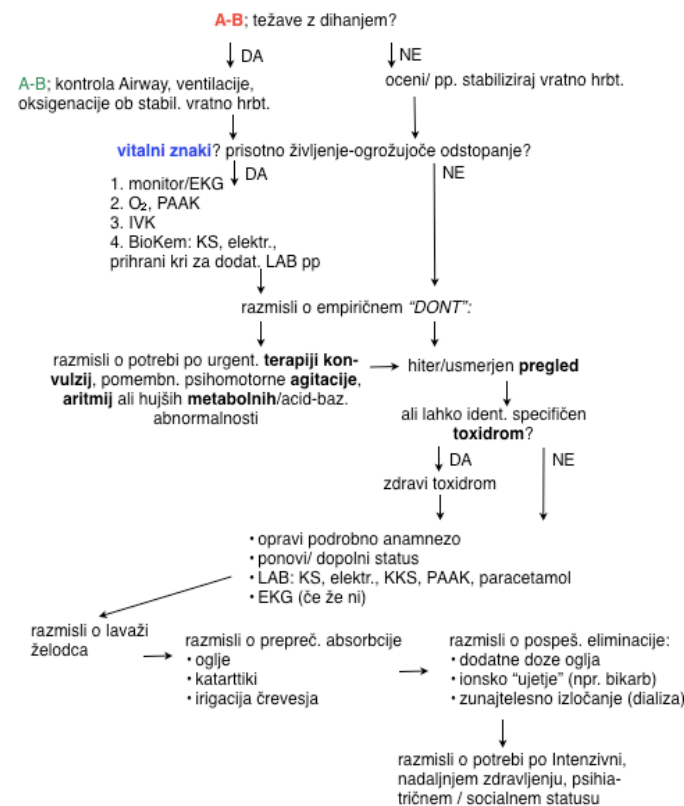 A-B; težave z dihanjem?
DA
NE
A-B; kontrola Airway, ventilacije,
oksigenacije ob stabil. vratno hrbt.
oceni/ pp. stabiliziraj vratno hrbt.
vitalni znaki? prisotno življenje-ogrožujoče odstopanje?
DA
NE
1. monitor/EKG
2. O₂, PAAK
3. IVK
4. BioKem: KS, elektr.,
prihrani kri za dodat. LAB pp
razmisli o empiričnem “DONT”:
razmisli o potrebi po urgent. terapiji kon-
vulzij, pomembn. psihomotorne agitacije,
aritmij ali hujših metabolnih/acid-baz.
abnormalnosti
hiter/usmerjen pregled
ali lahko ident. specifičen
toxidrom?
DA
NE
zdravi toxidrom
• opravi podrobno anamnezo
• ponovi/ dopolni status
• LAB: KS, elektr., KKS, PAAK, paracetamol
• EKG (če že ni)
razmisli o lavaži
želodca
razmisli o prepreč. absorbcije
• oglje
• katarttiki
• irigacija črevesja
razmisli o pospeš. eliminacije:
• dodatne doze oglja
• ionsko “ujetje” (npr. bikarb)
• zunajtelesno izločanje (dializa)
razmisli o potrebi po Intenzivni,
nadaljnjem zdravljenju, psihia-
tričnem / socialnem statusu